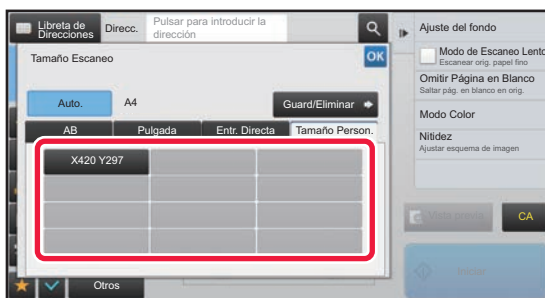 Libreta de
Direcciones
Direcc.
Pulsar para introducir la
dirección
Tamaño Escaneo
OK
Auto.
A4
Guard/Eliminar
AB
Pulgada
Entr. Directa
Tamaño Person.
X420 Y297
Otros
Ajuste del fondo
Modo de Escaneo Lento
Escanear orig. papel fino
Omitir Página en Blanco
Saltar pág. en blanco en orig.
Modo Color
Nitidez
Ajustar esquema de imagen
CA